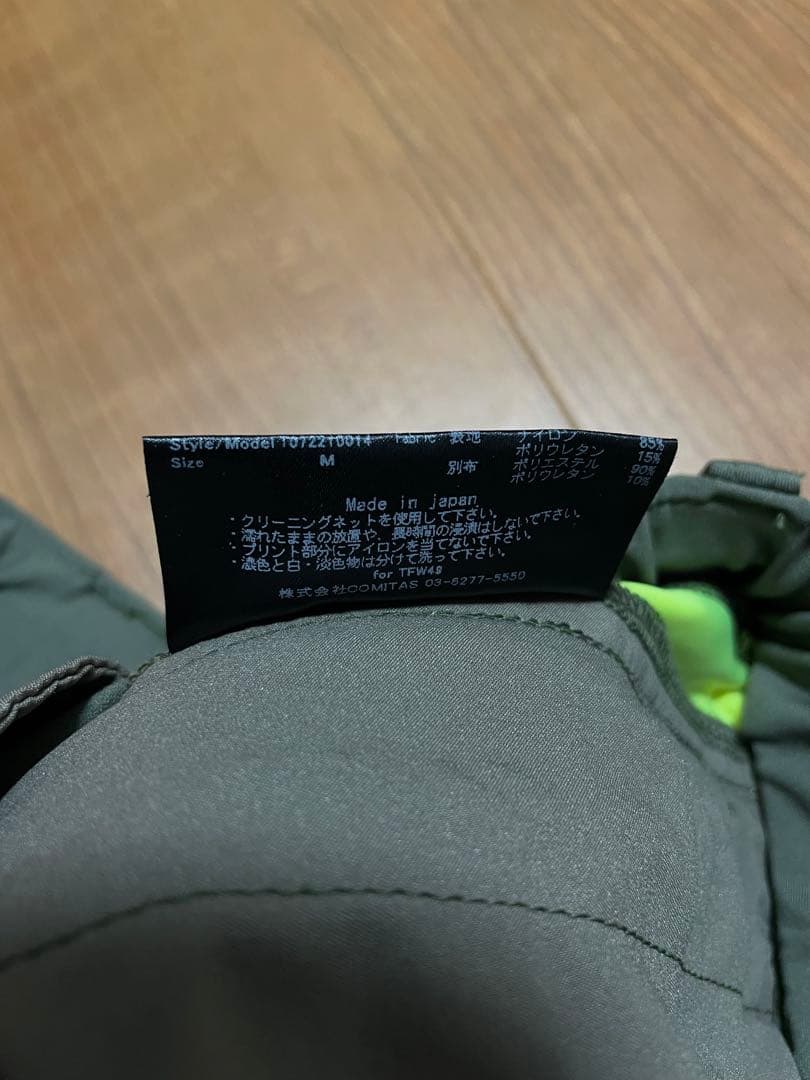 Style/Model 1072210014 Fabric 表地 ナイロン 85%
ポリウレタン 15%
Size M 別布 ポリエステル 90%
ポリウレタン 10%
Made in japan
・クリーニングネットを使用して下さい。
・濡れたままの放置や、長時間の浸漬はしないで下さい。
・プリント部分にアイロンを当てないで下さい。
・濃色と白・淡色物は分けて洗って下さい。
for TFW49
株式会社COMITAS 03-6277-5550